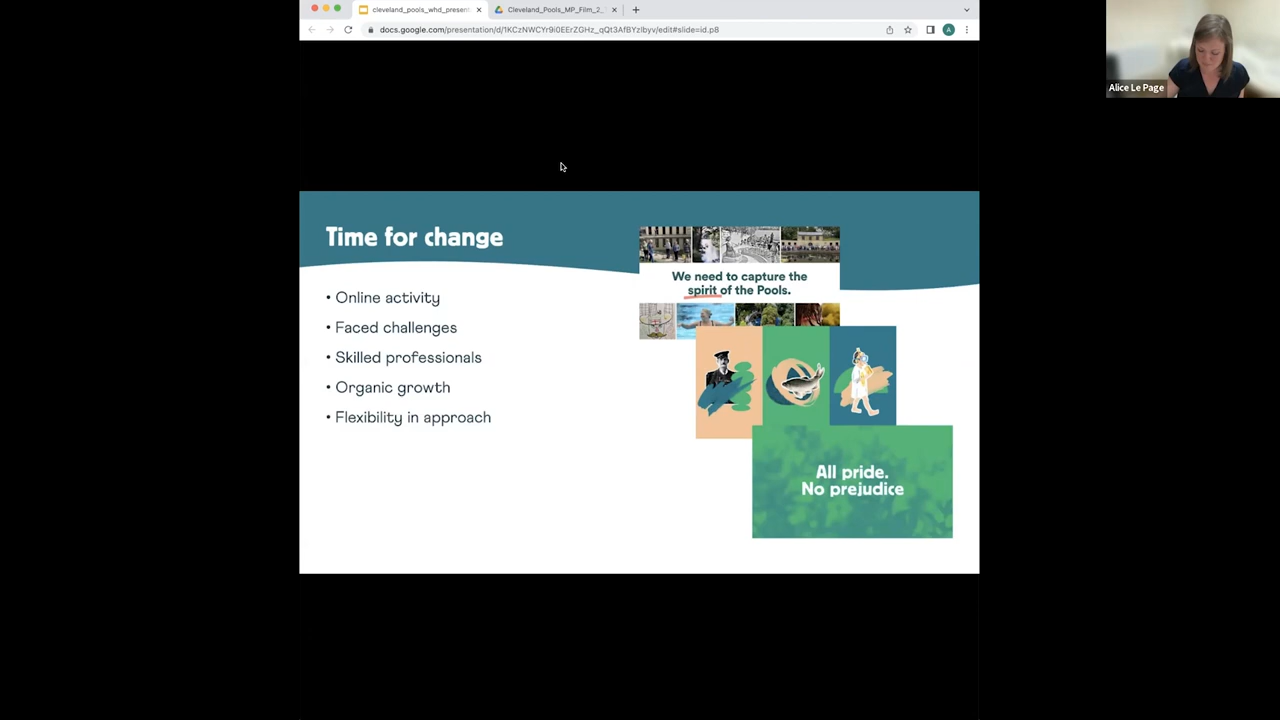 cleveland_pools_whd_present
Cleveland_Pools_MP_Film_2_
docs.google.com/presentation/d/1KCzNWCYr9i0EErZGHz_qQt3AfBYzlbyv/edit#slide=id.p8
A
Alice Le Page
Time for change
We need to capture the
spirit of the Pools.
• Online activity
• Faced challenges
• Skilled professionals
• Organic growth
• Flexibility in approach
All pride.
No prejudice